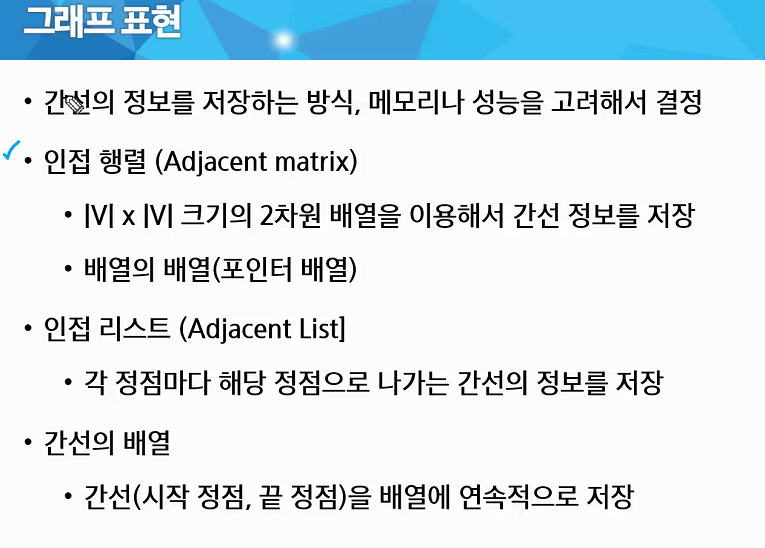 그래프 표현
• 간선의 정보를 저장하는 방식, 메모리나 성능을 고려해서 결정
• 인접 행렬 (Adjacent matrix)
• |V| x |V| 크기의 2차원 배열을 이용해서 간선 정보를 저장
• 배열의 배열(포인터 배열)
• 인접 리스트 (Adjacent List]
• 각 정점마다 해당 정점으로 나가는 간선의 정보를 저장
• 간선의 배열
• 간선(시작 정점, 끝 정점)을 배열에 연속적으로 저장